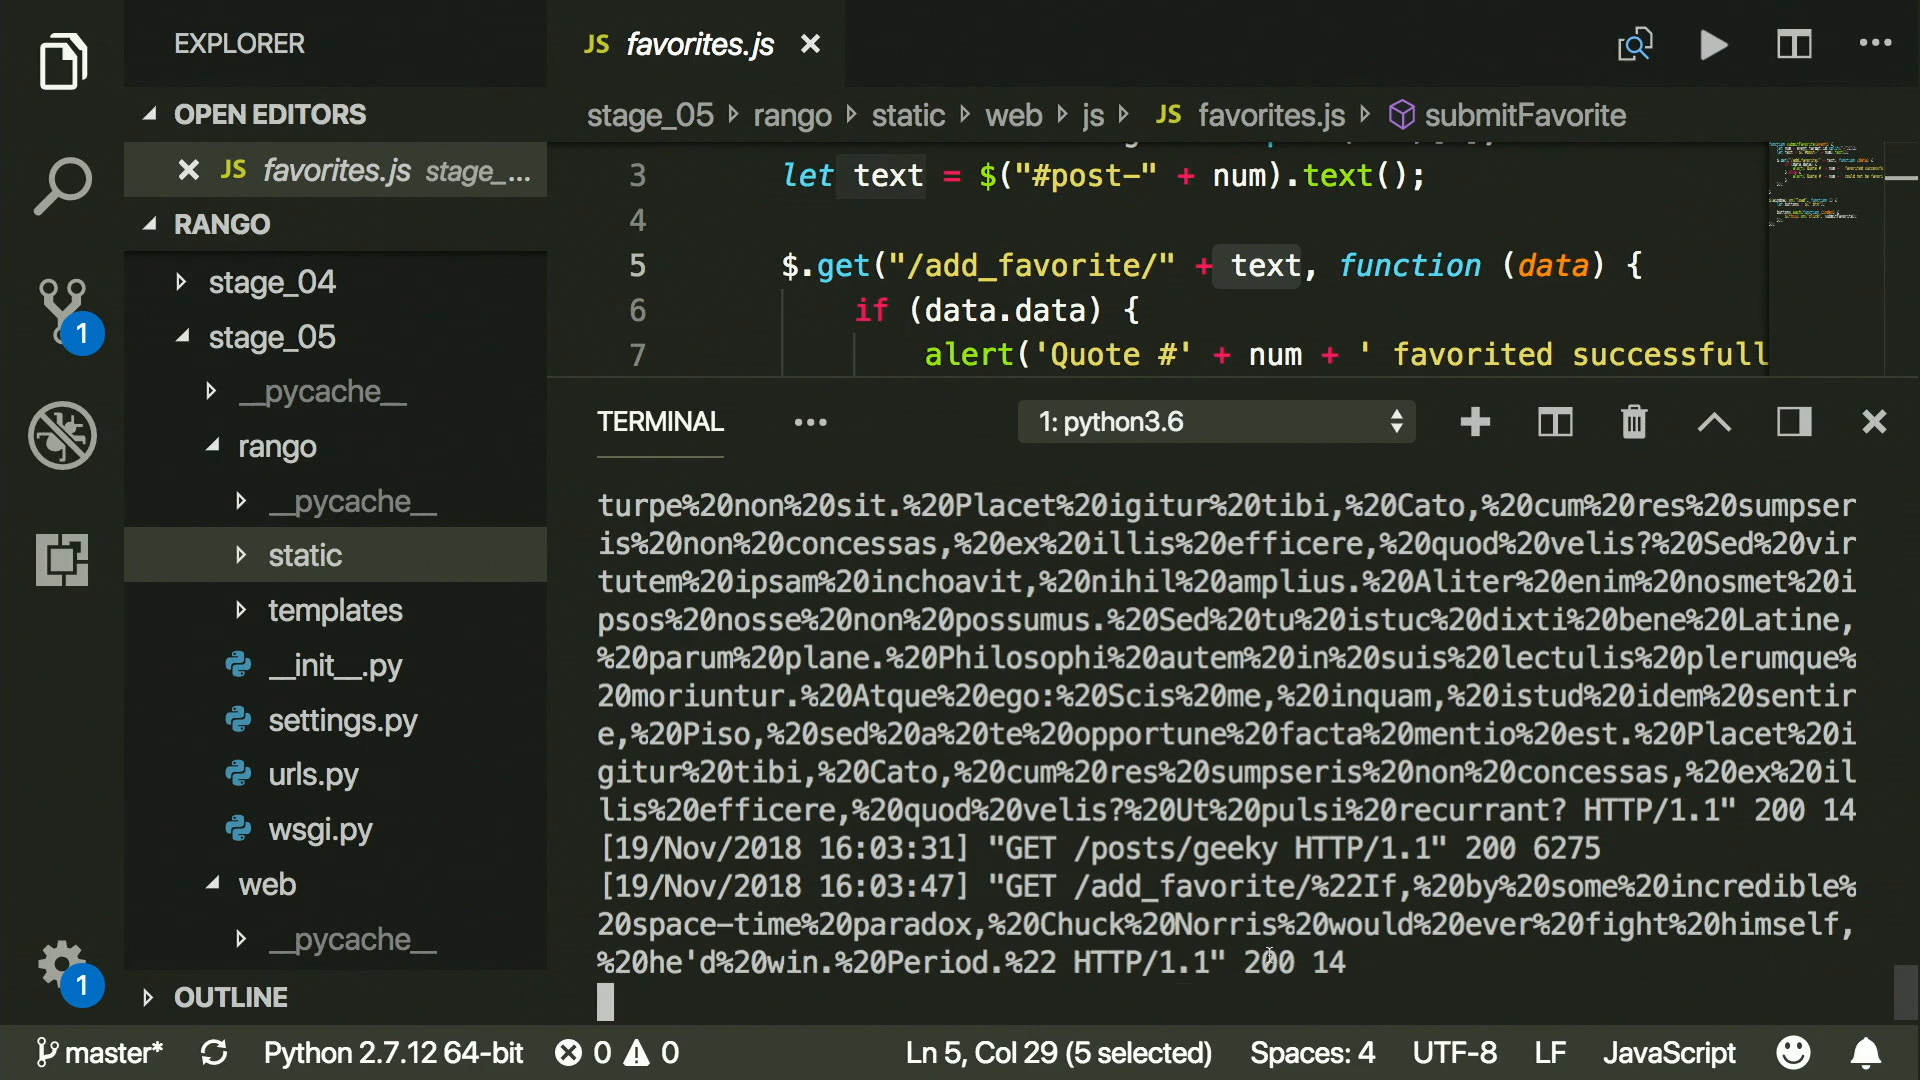 EXPLORER
OPEN EDITORS
JS favorites.js stage_...
RANGO
stage_04
stage_05
__pycache__
rango
__pycache__
static
templates
__init__.py
settings.py
urls.py
wsgi.py
web
__pycache__
OUTLINE
1
1
JS favorites.js
stage_05 rango static web js JS favorites.js submitFavorite
3 let text = $("#post-" + num).text();
4
5 $.get("/add_favorite/" + text, function (data) {
6 if (data.data) {
7 alert('Quote #' + num + ' favorited successfull
TERMINAL ... 1: python3.6
turpe%20non%20sit.%20Placet%20igitur%20tibi,%20Cato,%20cum%20res%20sumpser
is%20non%20concessas,%20ex%20illis%20efficere,%20quod%20velis?%20Sed%20vir
tutem%20ipsam%20inchoavit,%20nihil%20amplius.%20Aliter%20enim%20nosmet%20i
psos%20nosse%20non%20possumus.%20Sed%20tu%20istuc%20dixti%20bene%20Latine,
%20parum%20plane.%20Philosophi%20autem%20in%20suis%20lectulis%20plerumque%
20moriuntur.%20Atque%20ego:%20Scis%20me,%20inquam,%20istud%20idem%20sentir
e,%20Piso,%20sed%20a%20te%20opportune%20facta%20mentio%20est.%20Placet%20i
gitur%20tibi,%20Cato,%20cum%20res%20sumpseris%20non%20concessas,%20ex%20il
lis%20efficere,%20quod%20velis?%20Ut%20pulsi%20recurrant? HTTP/1.1" 200 14
[19/Nov/2018 16:03:31] "GET /posts/geeky HTTP/1.1" 200 6275
[19/Nov/2018 16:03:47] "GET /add_favorite/%22If,%20by%20some%20incredible%
20space-time%20paradox,%20Chuck%20Norris%20would%20ever%20fight%20himself,
%20he'd%20win.%20Period.%22 HTTP/1.1" 200 14
master* Python 2.7.12 64-bit 0 0 Ln 5, Col 29 (5 selected) Spaces: 4 UTF-8 LF JavaScript